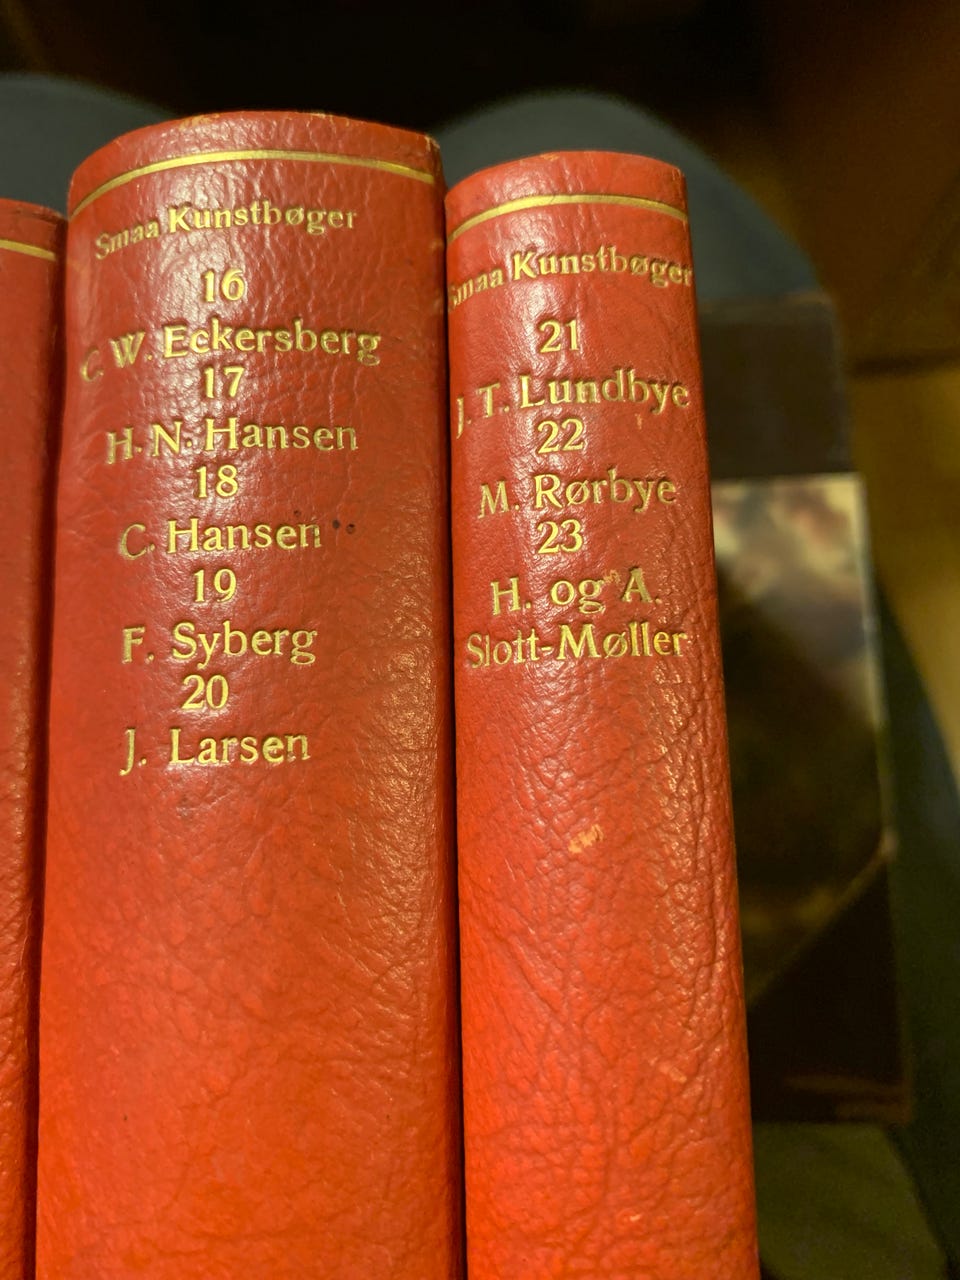 Smaa Kunstbøger
16
C. W. Eckersberg
17
H. N. Hansen
18
C. Hansen
19
F. Syberg
20
J. Larsen
Smaa Kunstbøger
21
J. T. Lundbye
22
M. Rørbye
23
H. og A.
Slott-Møller